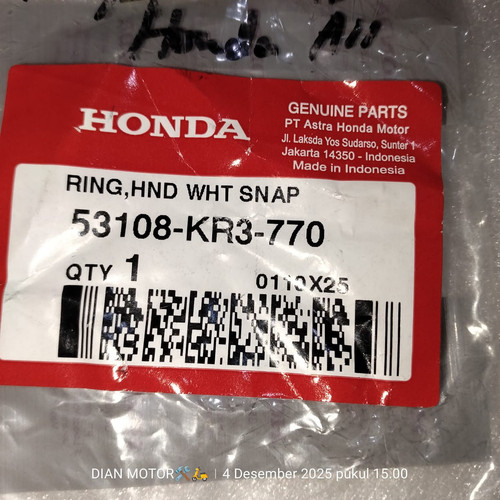 Honda All
HONDA
GENUINE PARTS
PT Astra Honda Motor
Jl. Laksda Yos Sudarso, Sunter 1
Jakarta 14350 - Indonesia
Made in Indonesia
RING,HND WHT SNAP
53108-KR3-770
QTY 1
0110X25
DIAN MOTOR🛠️🛵 | 4 Desember 2025 pukul 15.00